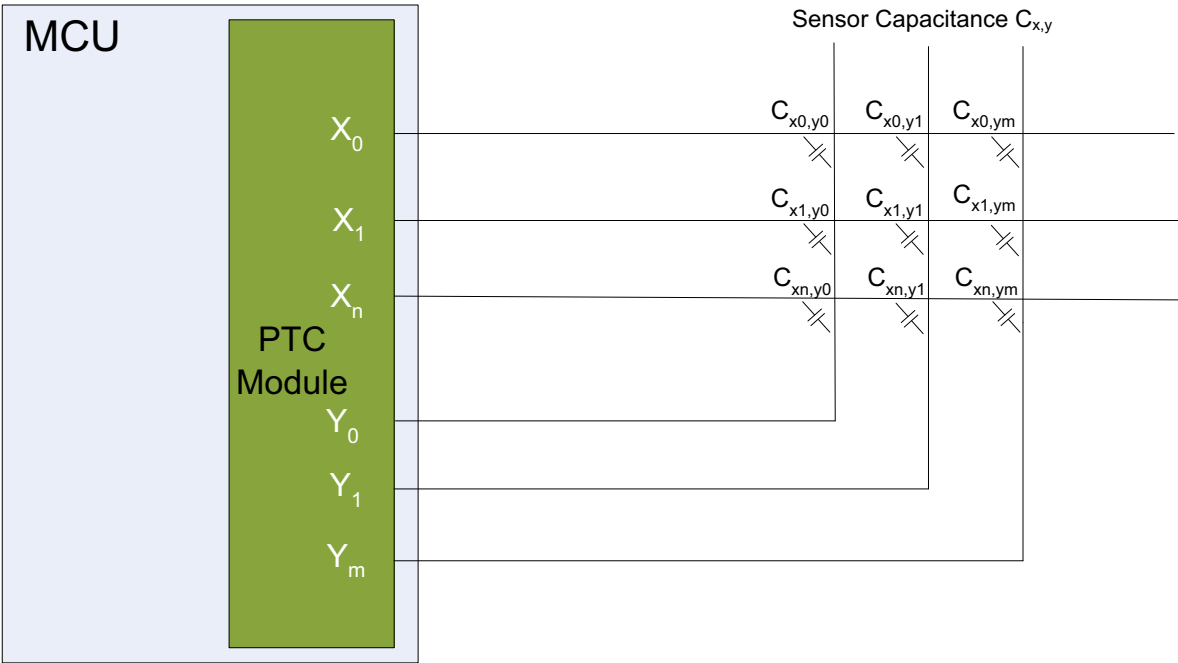 MCU
Sensor Capacitance Cx,y
X0
Cx0,y0 Cx0,y1 Cx0,ym
X1
Cx1,y0 Cx1,y1 Cx1,ym
Xn
Cxn,y0 Cxn,y1 Cxn,ym
PTC
Module
Y0
Y1
Ym